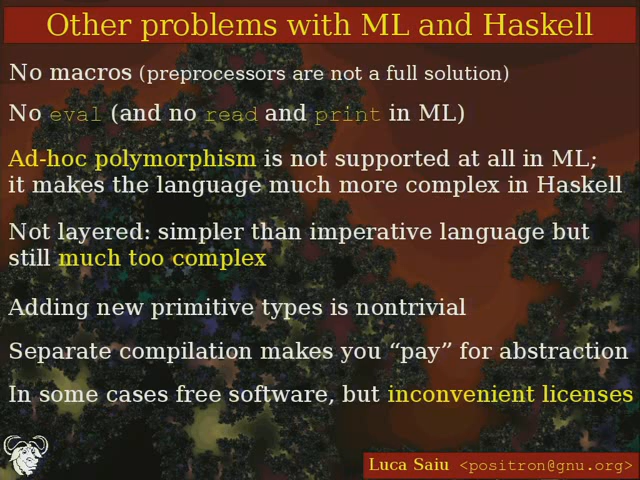 Other problems with ML and Haskell
No macros (preprocessors are not a full solution)
No eval (and no read and print in ML)
Ad-hoc polymorphism is not supported at all in ML;
it makes the language much more complex in Haskell
Not layered: simpler than imperative language but
still much too complex
Adding new primitive types is nontrivial
Separate compilation makes you “pay” for abstraction
In some cases free software, but inconvenient licenses
Luca Saiu <positron@gnu.org>